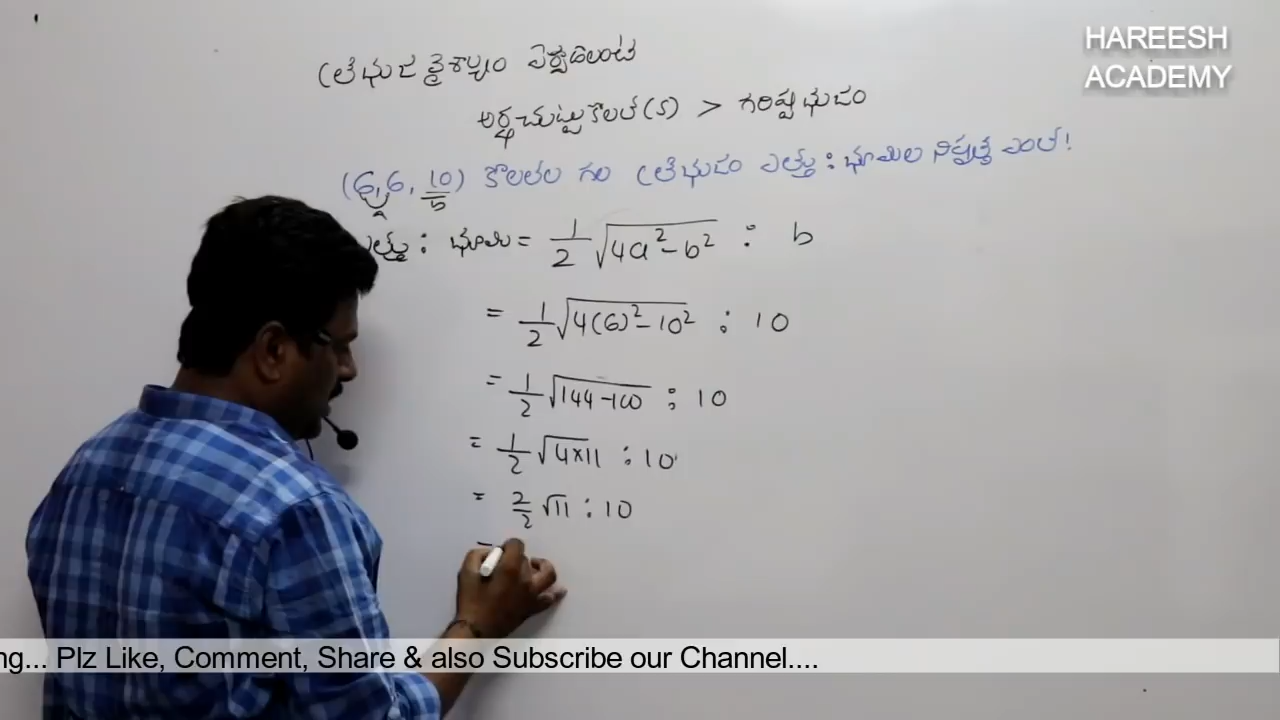 HAREESH
ACADEMY
త్రిభుజ వైశాల్యం ఏర్పడాలంటే
అర్ధచుట్టుకొలత(S) > గరిష్ఠ భుజం
(6,6, 10) కొలతల గల త్రిభుజం ఎత్తు : భూమిల నిష్పత్తి ఎంత!
a b
ఎత్తు : భూమి = 1/2 √4a²-b² : b
= 1/2 √4(6)²-10² : 10
= 1/2 √144-100 : 10
= 1/2 √4×11 : 10
= 2/2 √11 : 10
ng... Plz Like, Comment, Share & also Subscribe our Channel....